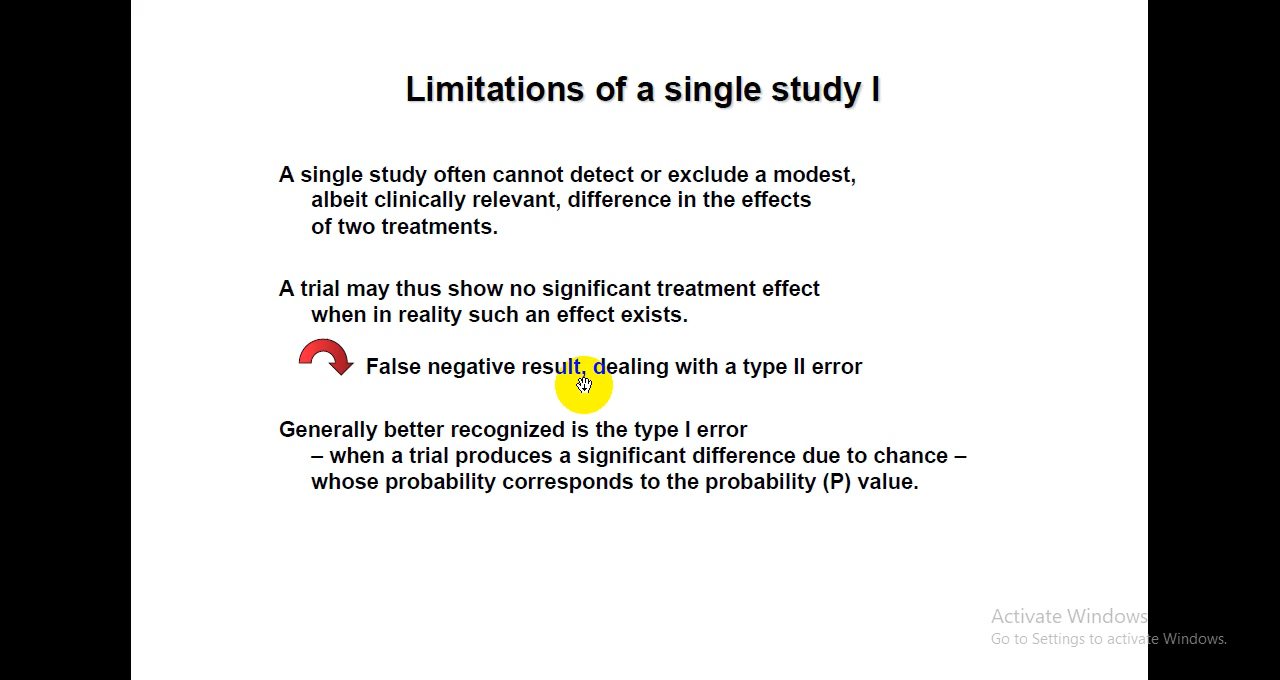 Limitations of a single study I
A single study often cannot detect or exclude a modest,
albeit clinically relevant, difference in the effects
of two treatments.
A trial may thus show no significant treatment effect
when in reality such an effect exists.
False negative result, dealing with a type II error
Generally better recognized is the type I error
– when a trial produces a significant difference due to chance –
whose probability corresponds to the probability (P) value.
Activate Windows
Go to Settings to activate Windows.